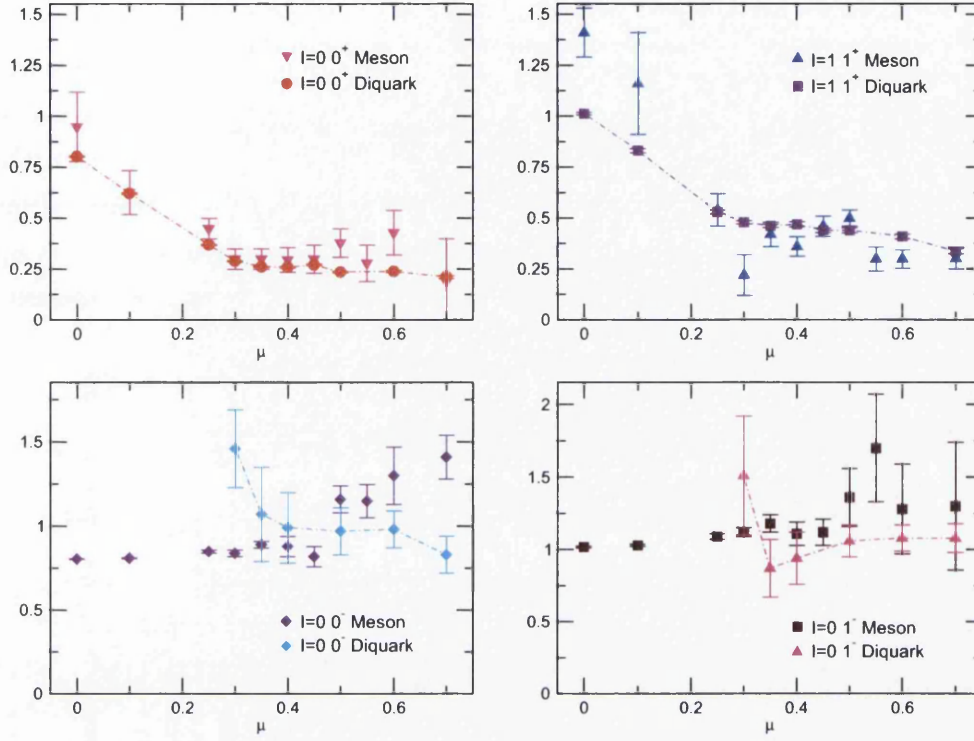 1.5
1.25
1
0.75
0.5
0.25
0
I=0 0⁺ Meson
I=0 0⁺ Diquark
0 0.2 0.4 0.6
μ
1.5
1.25
1
0.75
0.5
0.25
0
I=1 1⁺ Meson
I=1 1⁺ Diquark
0 0.2 0.4 0.6
μ
1.5
1
0.5
0
I=0 0⁻ Meson
I=0 0⁻ Diquark
0 0.2 0.4 0.6
μ
2
1.5
1
0.5
0
I=0 1⁻ Meson
I=0 1⁻ Diquark
0 0.2 0.4 0.6
μ